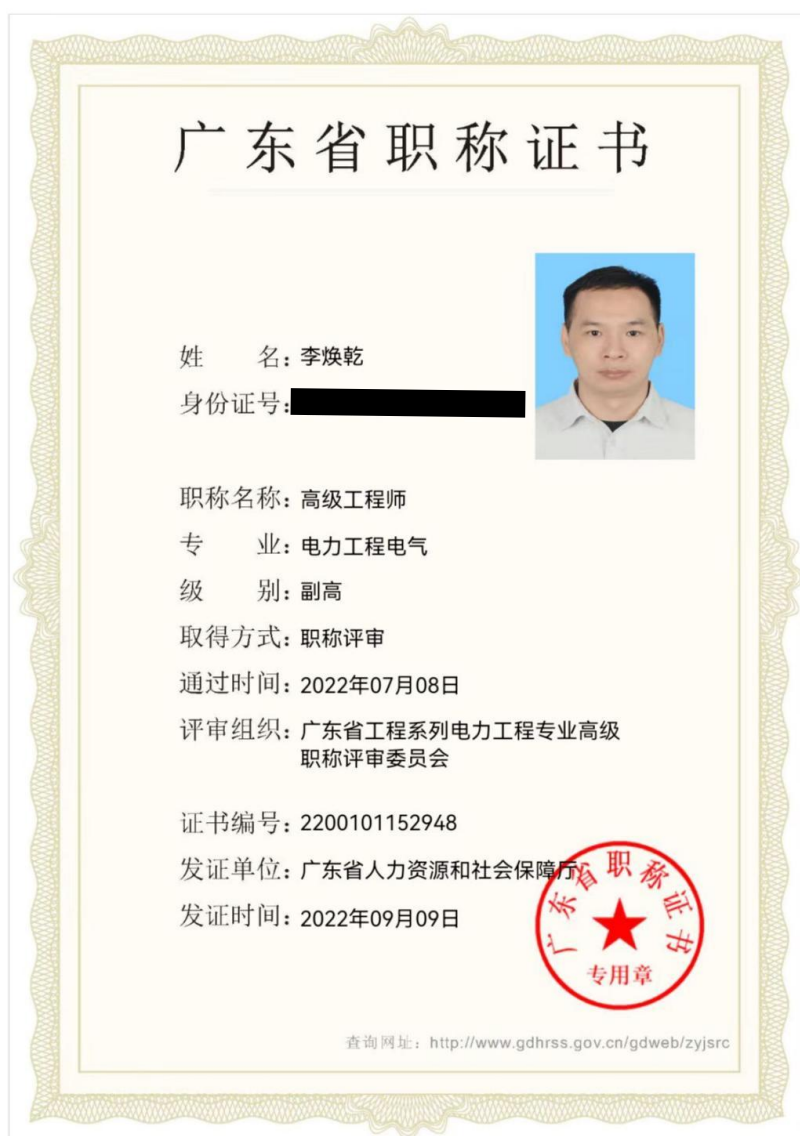 广东省职称证书
姓 名：李焕乾
身份证号：
职称名称：高级工程师
专 业：电力工程电气
级 别：副高
取得方式：职称评审
通过时间：2022年07月08日
评审组织：广东省工程系列电力工程专业高级
职称评审委员会
证书编号：2200101152948
发证单位：广东省人力资源和社会保障厅
发证时间：2022年09月09日
广东省职称证书
专用章
查询网址：http://www.gdhrss.gov.cn/gdweb/zyjsrc